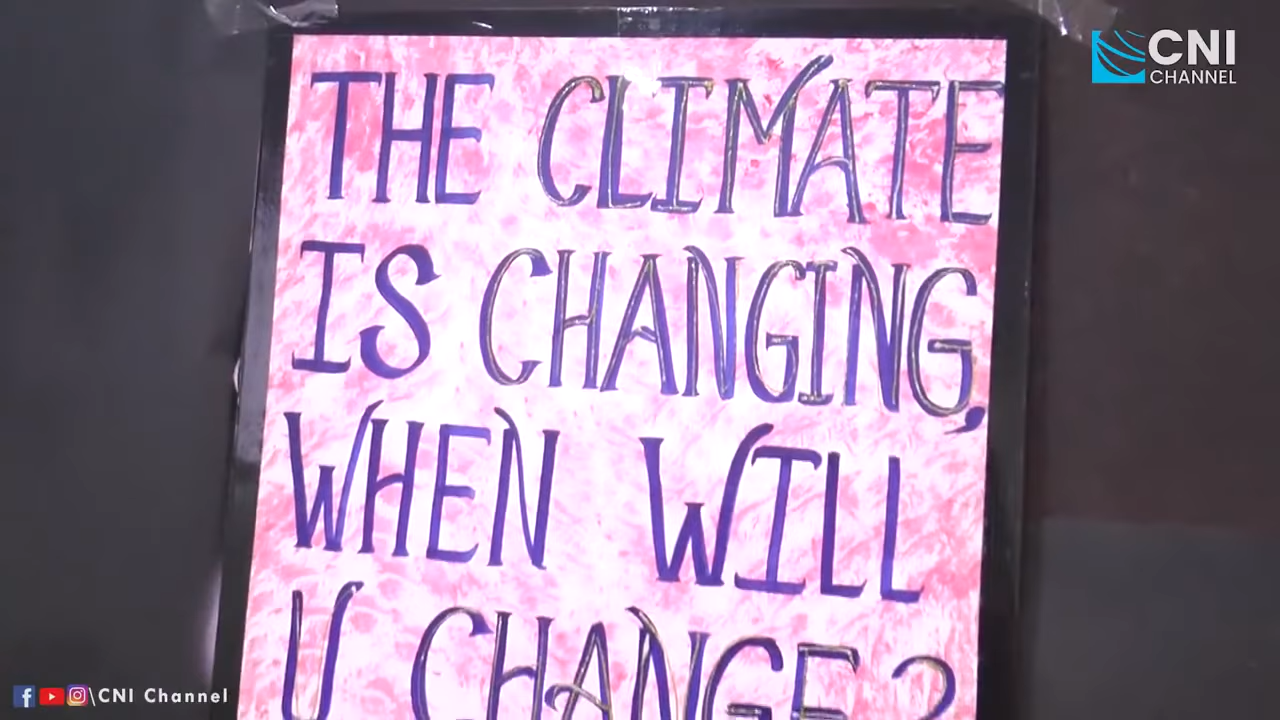 CNI
CHANNEL
THE CLIMATE
IS CHANGING,
WHEN WILL
U CHANGE?
\CNI Channel